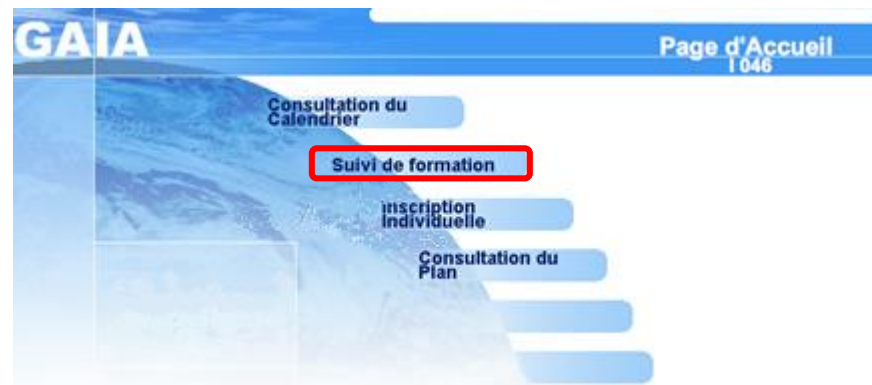 GAIA
Page d'Accueil
I 046
Consultation du
Calendrier
Suivi de formation
Inscription
Individuelle
Consultation du
Plan